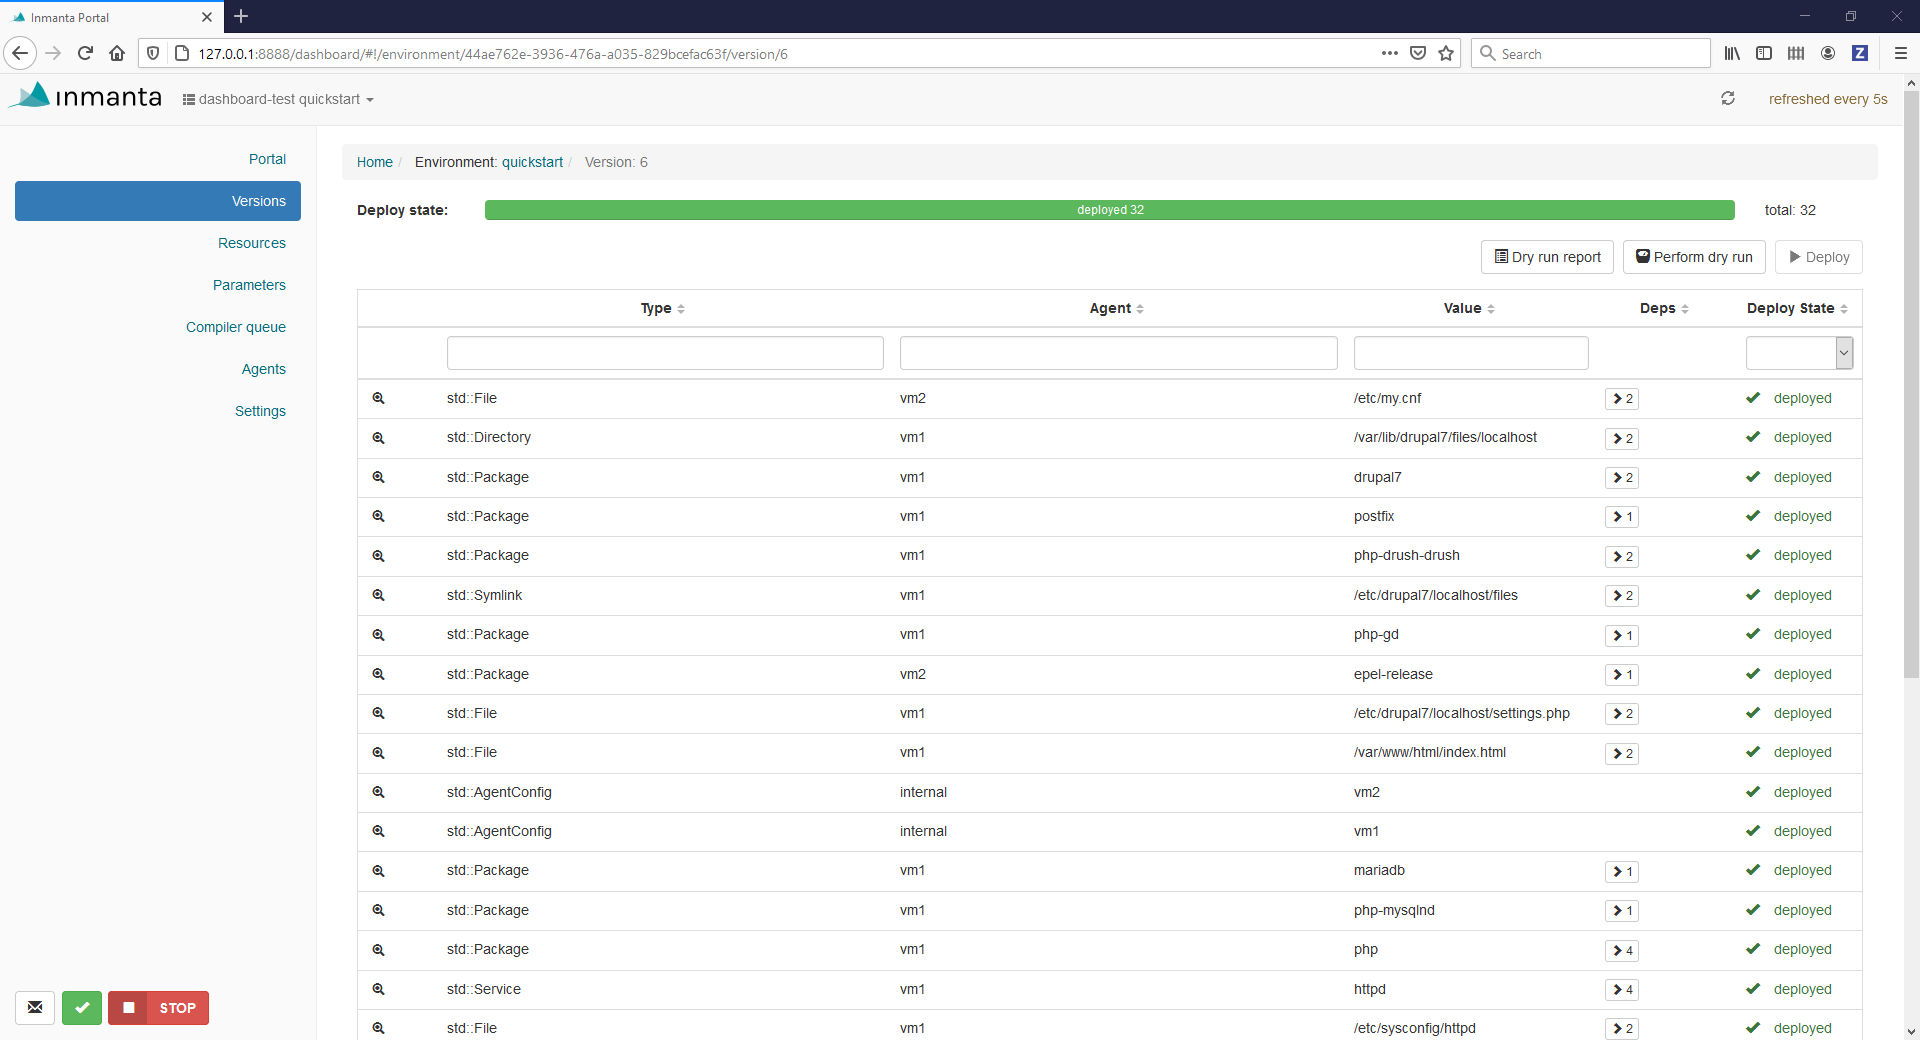 Inmanta Portal
127.0.0.1:8888/dashboard/#!/environment/44ae762e-3936-476a-a035-829bcefac63f/version/6
Search
Z
inmanta
dashboard-test quickstart
refreshed every 5s
Portal
Versions
Resources
Parameters
Compiler queue
Agents
Settings
Home / Environment: quickstart / Version: 6
Deploy state: deployed 32 total: 32
Dry run report Perform dry run Deploy
Type Agent Value Deps Deploy State
std::File vm2 /etc/my.cnf 2 deployed
std::Directory vm1 /var/lib/drupal7/files/localhost 2 deployed
std::Package vm1 drupal7 2 deployed
std::Package vm1 postfix 1 deployed
std::Package vm1 php-drush-drush 2 deployed
std::Symlink vm1 /etc/drupal7/localhost/files 2 deployed
std::Package vm1 php-gd 1 deployed
std::Package vm2 epel-release 1 deployed
std::File vm1 /etc/drupal7/localhost/settings.php 2 deployed
std::File vm1 /var/www/html/index.html 2 deployed
std::AgentConfig internal vm2 deployed
std::AgentConfig internal vm1 deployed
std::Package vm1 mariadb 1 deployed
std::Package vm1 php-mysqlnd 1 deployed
std::Package vm1 php 4 deployed
std::Service vm1 httpd 4 deployed
std::File vm1 /etc/sysconfig/httpd 2 deployed
STOP